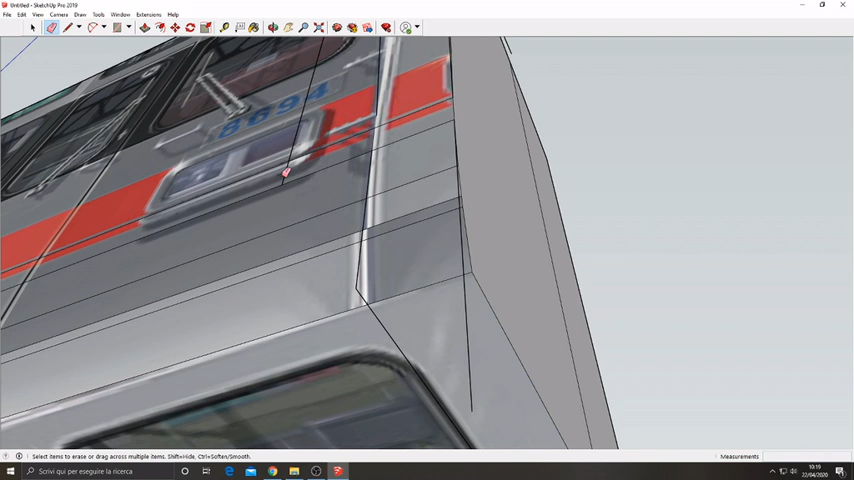 Untitled - SketchUp Pro 2019
File Edit View Camera Draw Tools Window Extensions Help
8694
Select items to erase or drag across multiple items. Shift=Hide, Ctrl=Soften/Smooth.
Measurements
Scrivi qui per eseguire la ricerca
10:19
22/04/2020